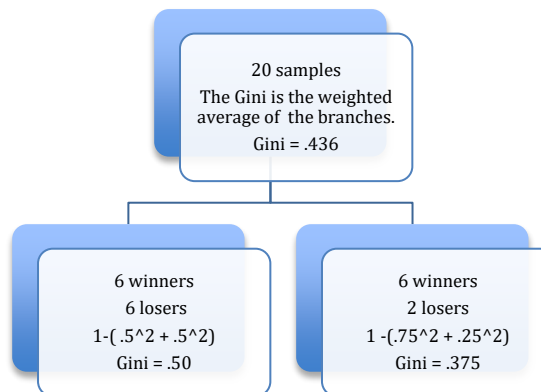 20 samples
The Gini is the weighted
average of the branches.
Gini = .436
6 winners
6 losers
1-( .5^2 + .5^2)
Gini = .50
6 winners
2 losers
1 -(.75^2 + .25^2)
Gini = .375